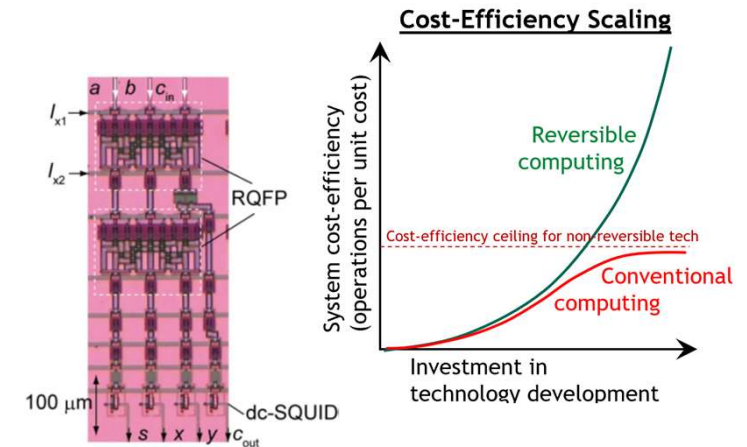 a b c_in
I_x1
I_x2
RQFP
100 μm
dc-SQUID
s x y c_out
Cost-Efficiency Scaling
System cost-efficiency
(operations per unit cost)
Reversible
computing
Cost-efficiency ceiling for non-reversible tech
Conventional
computing
Investment in
technology development